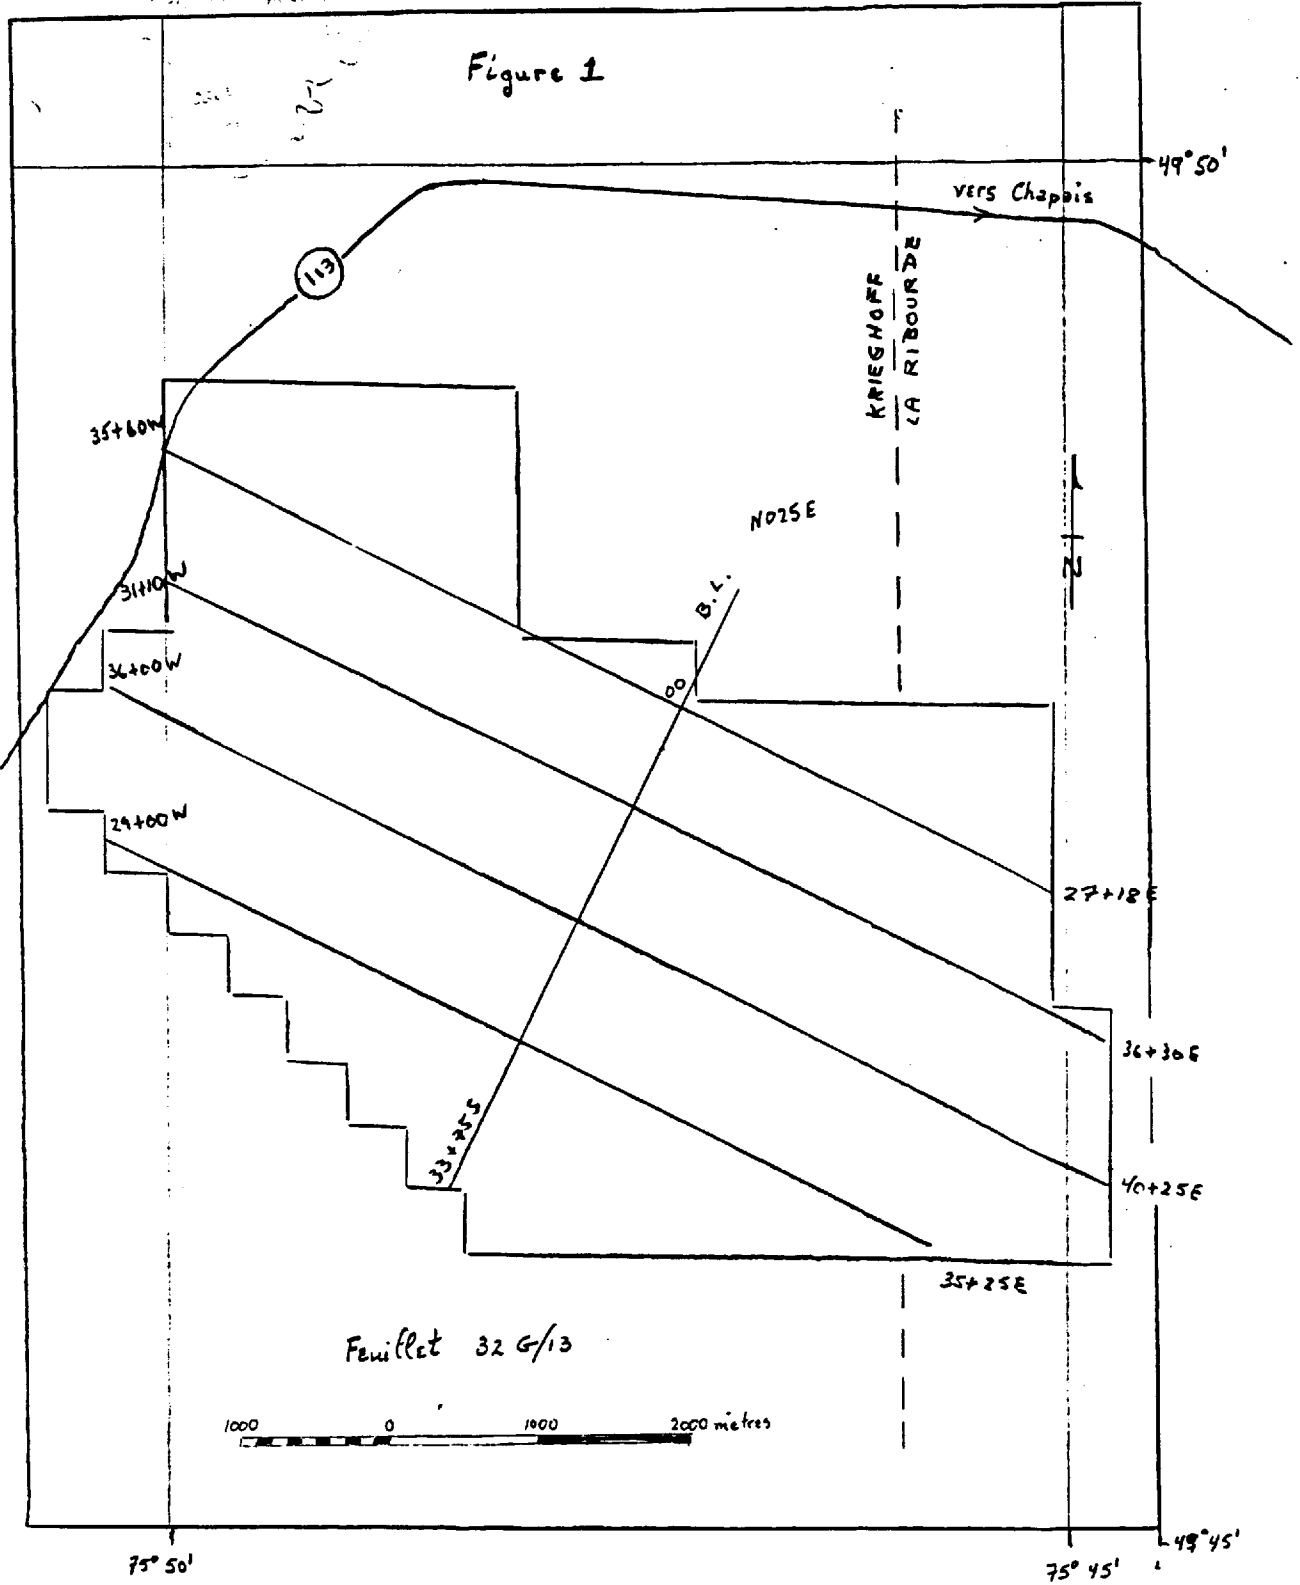 Figure 1
49° 50'
vers Chapais
113
KRIEGHOFF
LA RIBOURDE
35+60W
N025E
31+10W
N
B.L.
36+00W
00
29+00W
27+18E
36+30E
33+25S
40+25E
35+25E
Feuillet 32 G/13
1000 0 1000 2000 metres
49°45'
75° 50'
75° 45'